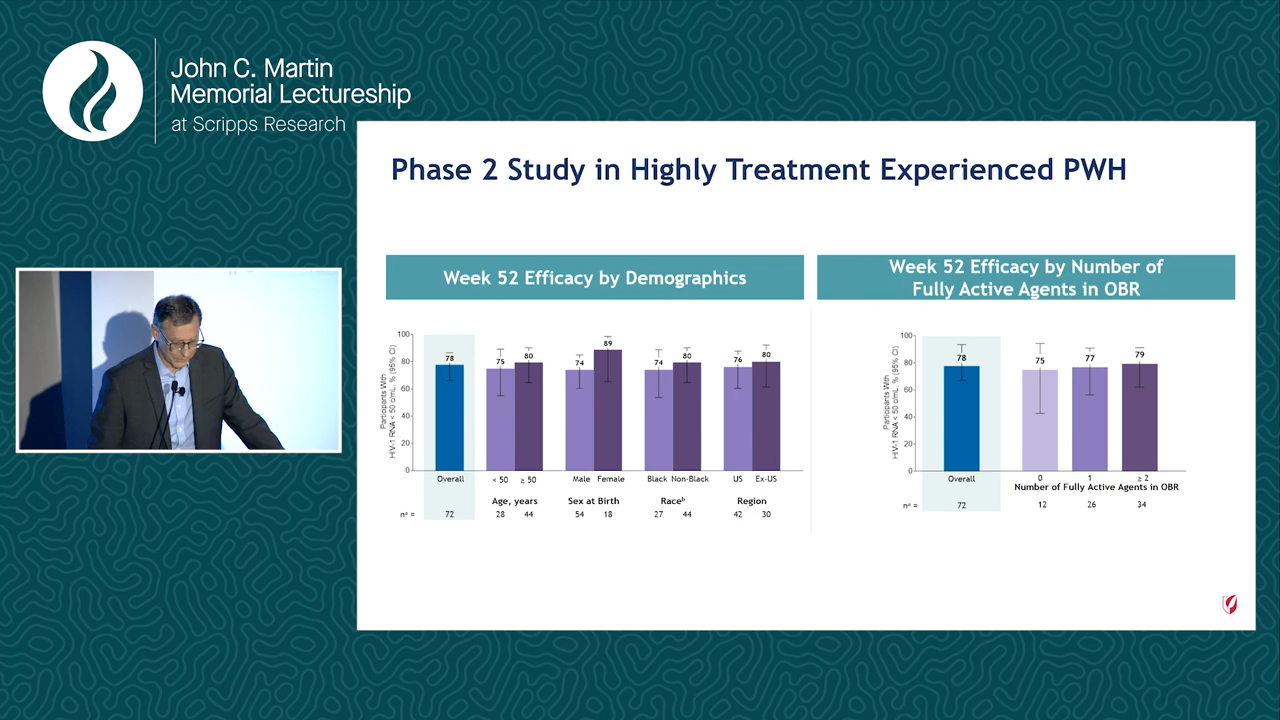 John C. Martin
Memorial Lectureship
at Scripps Research
Phase 2 Study in Highly Treatment Experienced PWH
Week 52 Efficacy by Demographics
Participants With
HIV-1 RNA < 50 c/mL, % (95% CI)
100
80
60
40
20
0
78
75
80
74
89
74
80
76
80
Overall
< 50
≥ 50
Male
Female
Black
Non-Black
US
Ex-US
Age, years
Sex at Birth
Raceᵇ
Region
nᵃ =
72
28
44
54
18
27
44
42
30
Week 52 Efficacy by Number of
Fully Active Agents in OBR
Participants With
HIV-1 RNA < 50 c/mL, % (95% CI)
100
80
60
40
20
0
78
75
77
79
Overall
0
1
≥ 2
Number of Fully Active Agents in OBR
nᵃ =
72
12
26
34